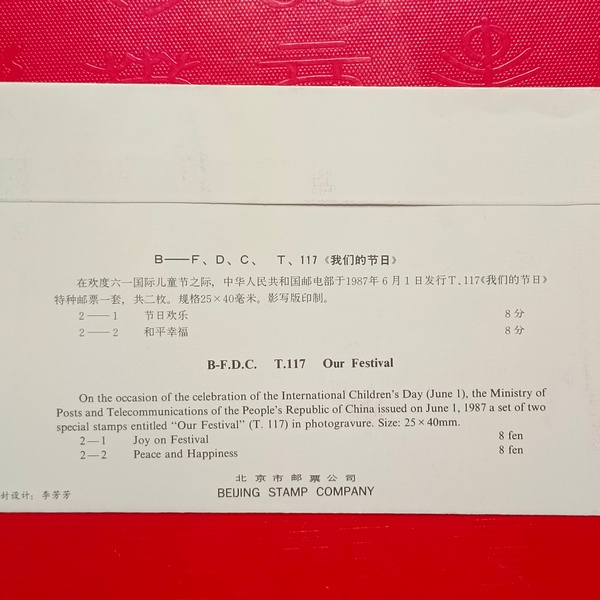 B——F、D、C、 T、117《我们的节日》
在欢度六一国际儿童节之际,中华人民共和国邮电部于1987年6月1日发行T、117《我们的节日》
特种邮票一套,共二枚。规格25×40毫米。影写版印制。
2——1 节日欢乐 8分
2——2 和平幸福 8分
B-F.D.C. T.117 Our Festival
On the occasion of the celebration of the International Children's Day (June 1), the Ministry of
Posts and Telecommunications of the People's Republic of China issued on June 1, 1987 a set of two
special stamps entitled “Our Festival” (T. 117) in photogravure. Size: 25×40mm.
2—1 Joy on Festival 8 fen
2—2 Peace and Happiness 8 fen
北京市邮票公司
BEIJING STAMP COMPANY
封设计:李芳芳